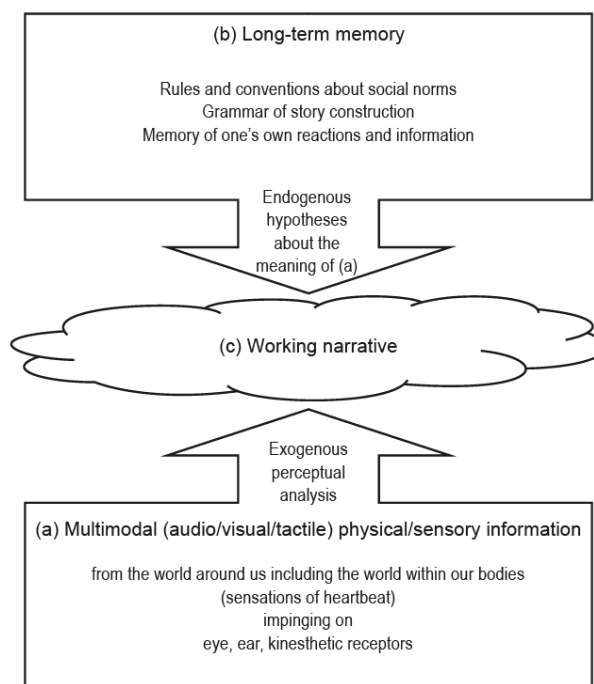 (b) Long-term memory
Rules and conventions about social norms
Grammar of story construction
Memory of one's own reactions and information
Endogenous
hypotheses
about the
meaning of (a)
(c) Working narrative
Exogenous
perceptual
analysis
(a) Multimodal (audio/visual/tactile) physical/sensory information
from the world around us including the world within our bodies
(sensations of heartbeat)
impinging on
eye, ear, kinesthetic receptors